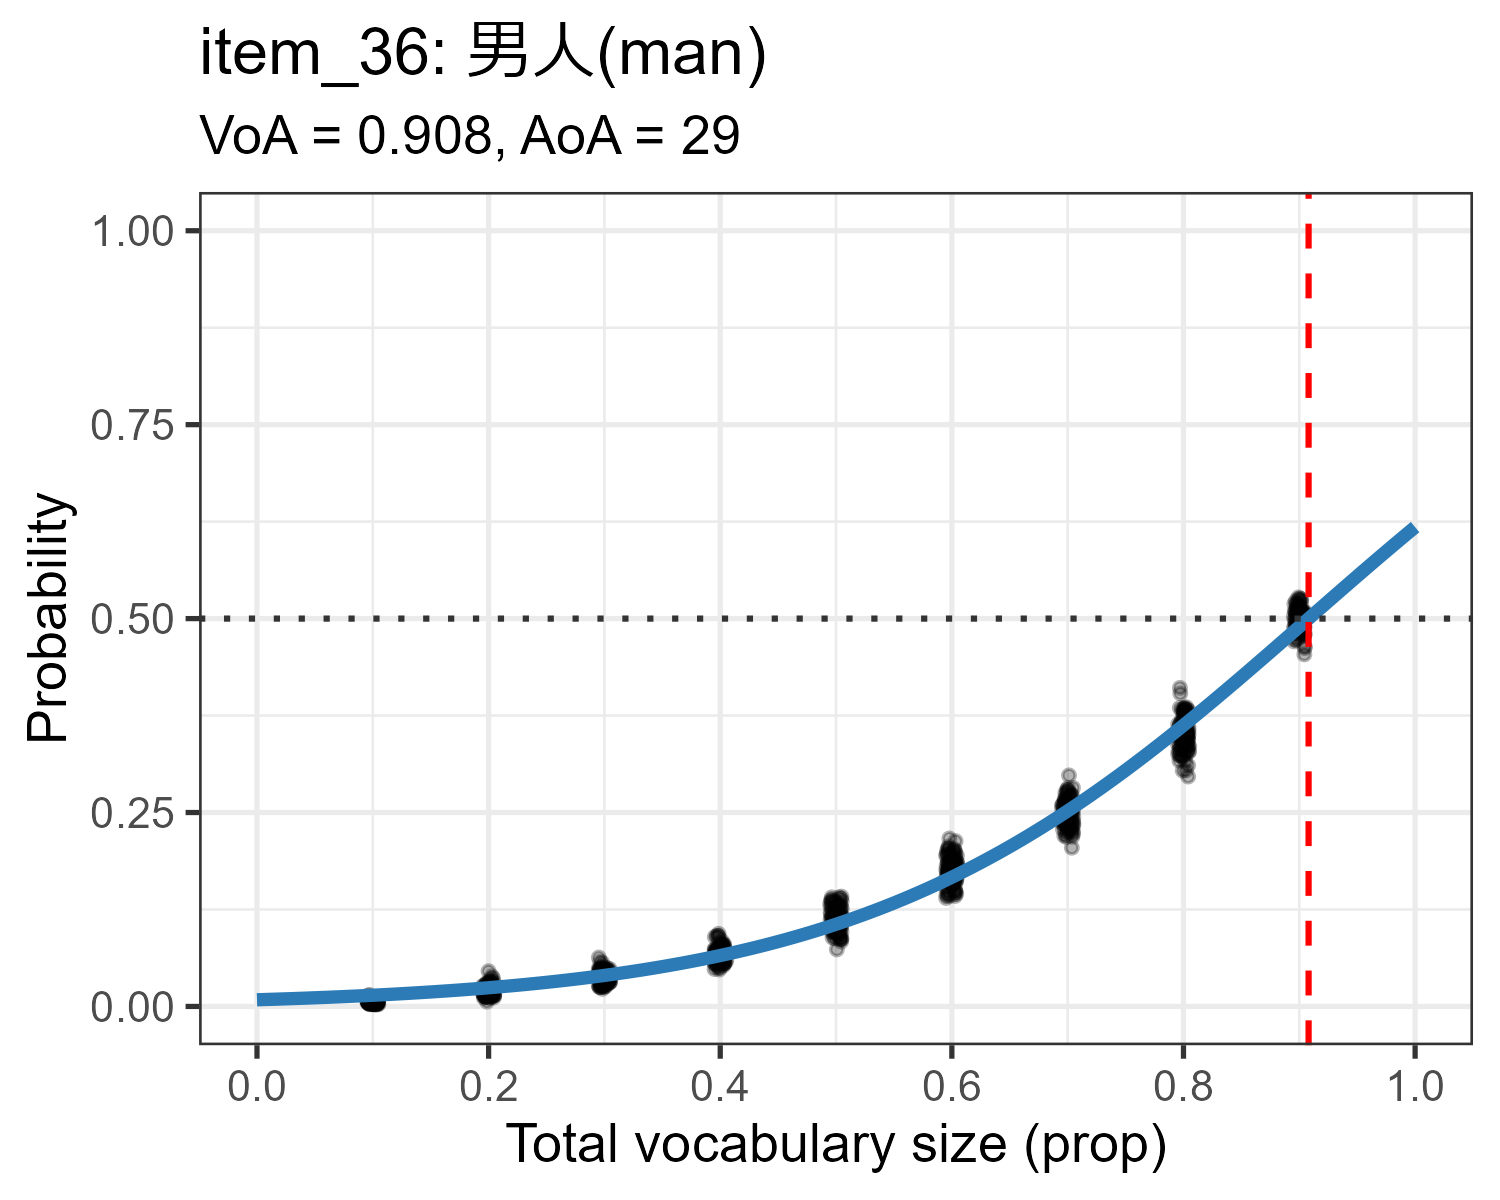 item_36: 男人(man)
VoA = 0.908, AoA = 29
Probability
1.00
0.75
0.50
0.25
0.00
0.0 0.2 0.4 0.6 0.8 1.0
Total vocabulary size (prop)